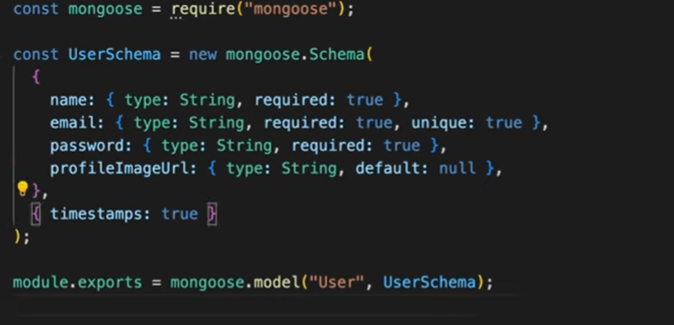 const mongoose = require("mongoose");
const UserSchema = new mongoose.Schema(
{
name: { type: String, required: true },
email: { type: String, required: true, unique: true },
password: { type: String, required: true },
profileImageUrl: { type: String, default: null },
},
{ timestamps: true }
);
module.exports = mongoose.model("User", UserSchema);